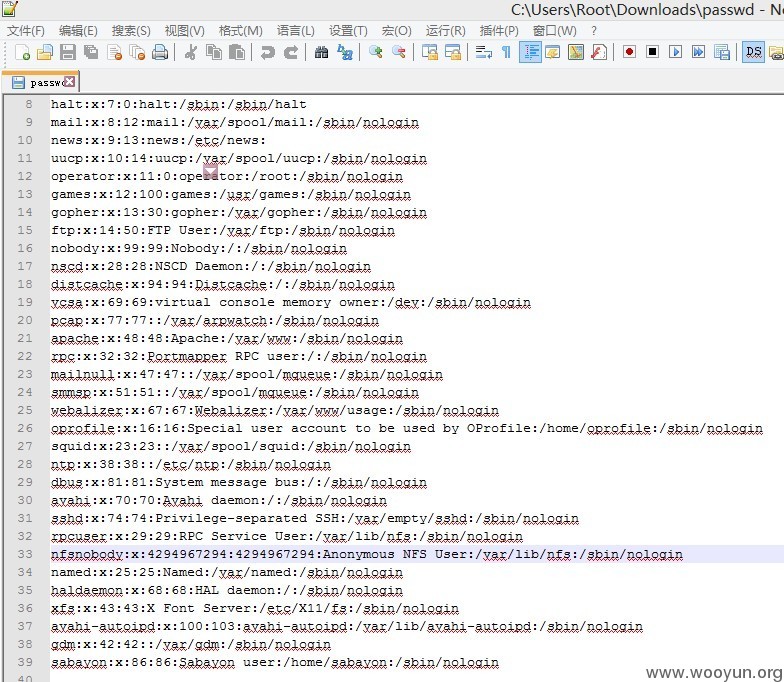 C:\Users\Root\Downloads\passwd - No
文件(F) 编辑(E) 搜索(S) 视图(V) 格式(M) 语言(L) 设置(T) 宏(O) 运行(R) 插件(P) 窗口(W) ?
DS
passwd
8 halt:x:7:0:halt:/sbin:/sbin/halt
9 mail:x:8:12:mail:/var/spool/mail:/sbin/nologin
10 news:x:9:13:news:/etc/news:
11 uucp:x:10:14:uucp:/var/spool/uucp:/sbin/nologin
12 operator:x:11:0:operator:/root:/sbin/nologin
13 games:x:12:100:games:/usr/games:/sbin/nologin
14 gopher:x:13:30:gopher:/var/gopher:/sbin/nologin
15 ftp:x:14:50:FTP User:/var/ftp:/sbin/nologin
16 nobody:x:99:99:Nobody:/:/sbin/nologin
17 nscd:x:28:28:NSCD Daemon:/:/sbin/nologin
18 distcache:x:94:94:Distcache:/:/sbin/nologin
19 vcsa:x:69:69:virtual console memory owner:/dev:/sbin/nologin
20 pcap:x:77:77::/var/arpwatch:/sbin/nologin
21 apache:x:48:48:Apache:/var/www:/sbin/nologin
22 rpc:x:32:32:Portmapper RPC user:/:/sbin/nologin
23 mailnull:x:47:47::/var/spool/mqueue:/sbin/nologin
24 smmsp:x:51:51::/var/spool/mqueue:/sbin/nologin
25 webalizer:x:67:67:Webalizer:/var/www/usage:/sbin/nologin
26 oprofile:x:16:16:Special user account to be used by OProfile:/home/oprofile:/sbin/nologin
27 squid:x:23:23::/var/spool/squid:/sbin/nologin
28 ntp:x:38:38::/etc/ntp:/sbin/nologin
29 dbus:x:81:81:System message bus:/:/sbin/nologin
30 avahi:x:70:70:Avahi daemon:/:/sbin/nologin
31 sshd:x:74:74:Privilege-separated SSH:/var/empty/sshd:/sbin/nologin
32 rpcuser:x:29:29:RPC Service User:/var/lib/nfs:/sbin/nologin
33 nfsnobody:x:4294967294:4294967294:Anonymous NFS User:/var/lib/nfs:/sbin/nologin
34 named:x:25:25:Named:/var/named:/sbin/nologin
35 haldaemon:x:68:68:HAL daemon:/:/sbin/nologin
36 xfs:x:43:43:X Font Server:/etc/X11/fs:/sbin/nologin
37 avahi-autoipd:x:100:103:avahi-autoipd:/var/lib/avahi-autoipd:/sbin/nologin
38 gdm:x:42:42::/var/gdm:/sbin/nologin
39 sabayon:x:86:86:Sabayon user:/home/sabayon:/sbin/nologin
40
www.wooyun.org